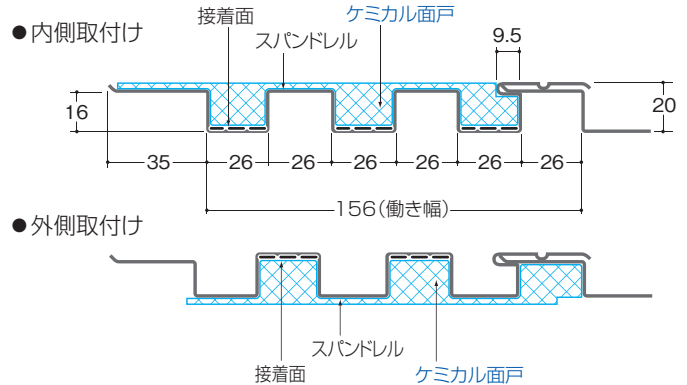 ●内側取付け
接着面
ケミカル面戸
スパンドレル
9.5
16
20
35
26
26
26
26
26
26
156(働き幅)
●外側取付け
スパンドレル
接着面
ケミカル面戸